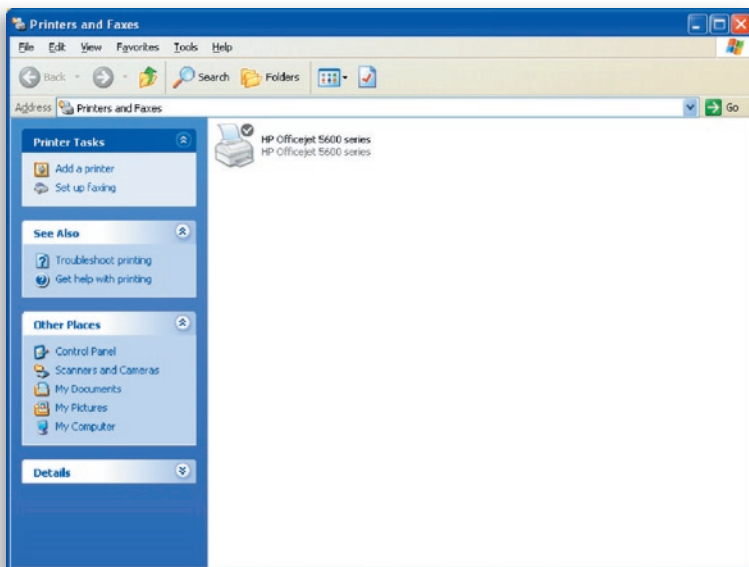 Printers and Faxes
File Edit View Favorites Tools Help
Back Search Folders
Address Printers and Faxes Go
Printer Tasks
Add a printer
Set up faxing
See Also
Troubleshoot printing
Get help with printing
Other Places
Control Panel
Scanners and Cameras
My Documents
My Pictures
My Computer
Details
HP Officejet 5600 series
HP Officejet 5600 series